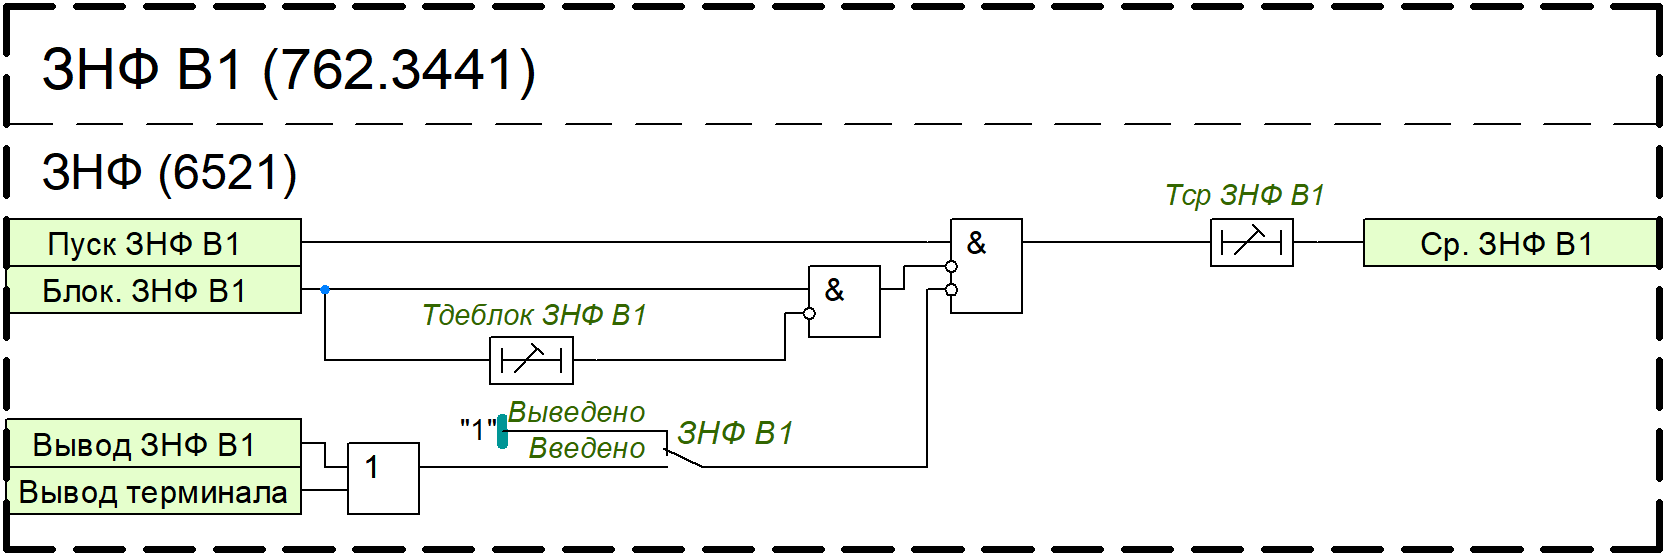 ЗНФ В1 (762.3441)
ЗНФ (6521)
Тср ЗНФ В1
Пуск ЗНФ В1
&
Ср. ЗНФ В1
Блок. ЗНФ В1
&
Тдеблок ЗНФ В1
"1"
Выведено
ЗНФ В1
Введено
Вывод ЗНФ В1
1
Вывод терминала